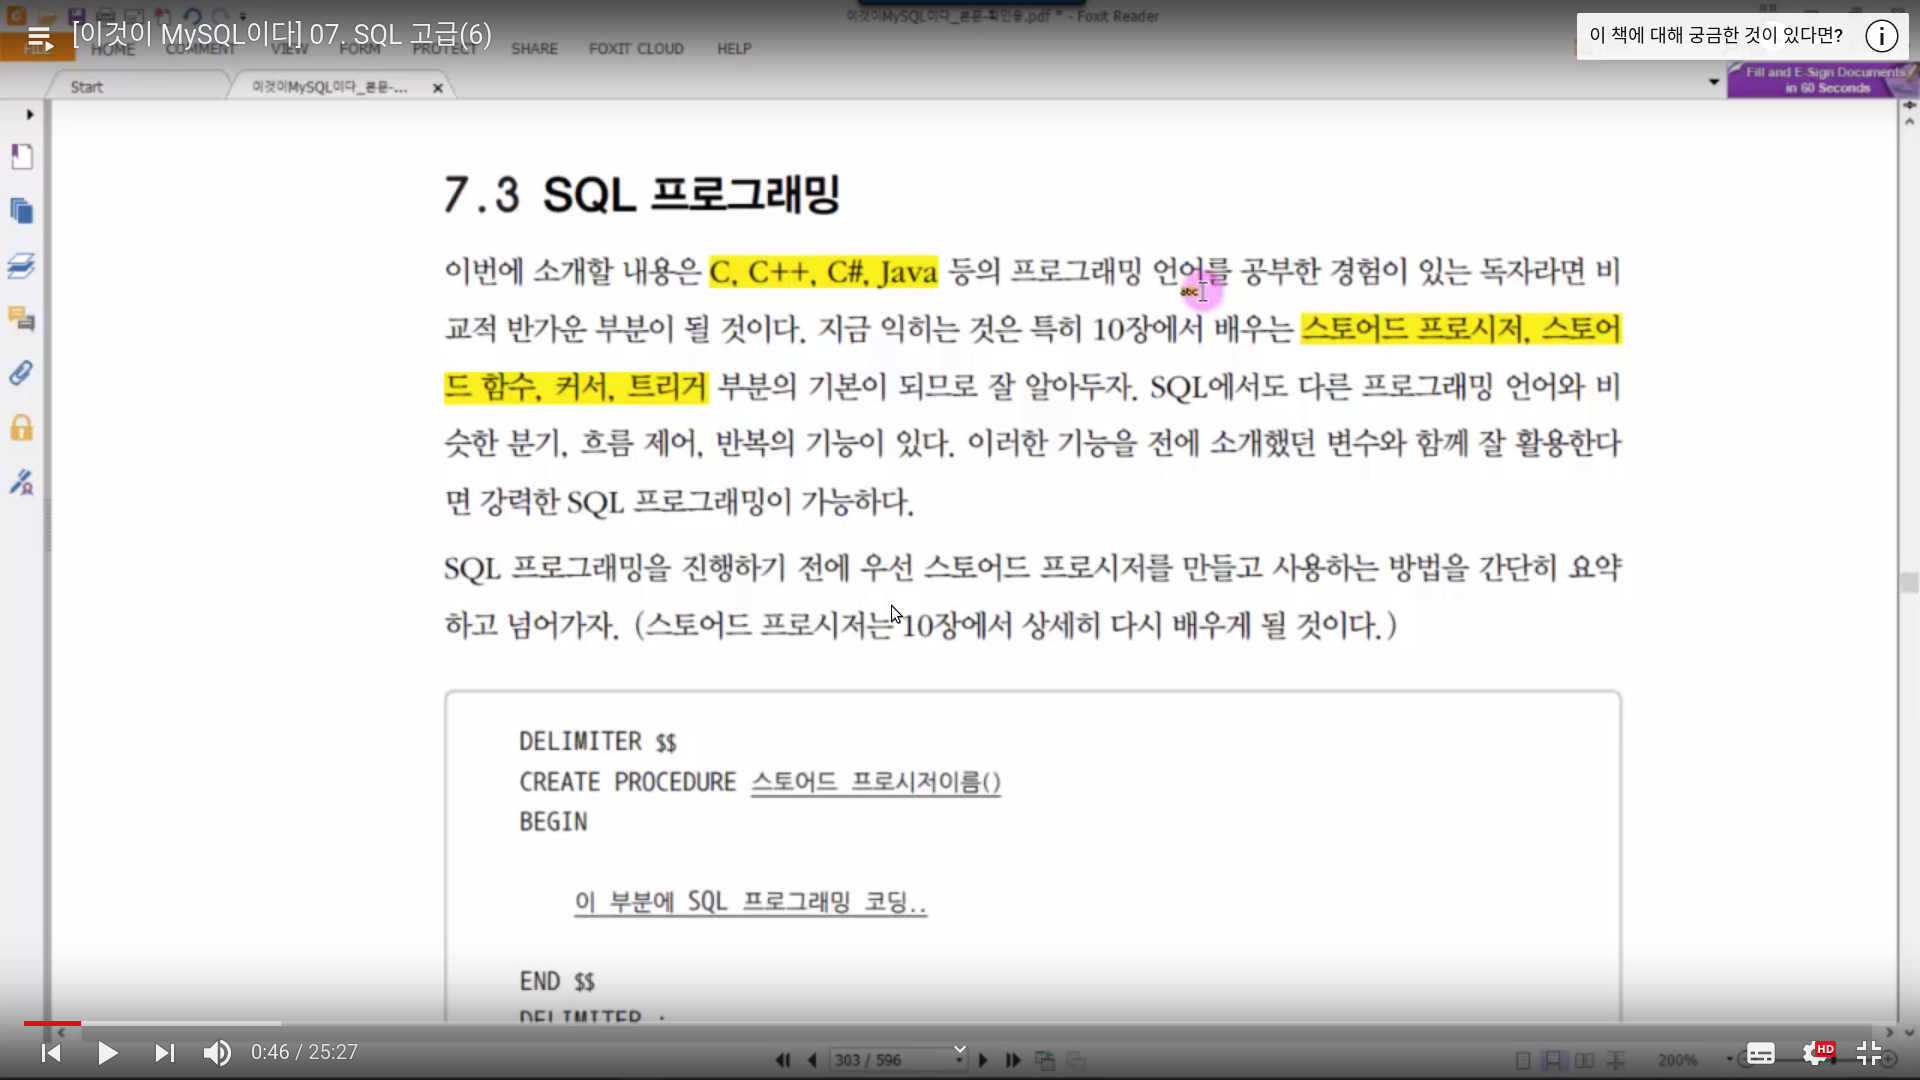 [이것이 MySQL이다] 07. SQL 고급(6)
이것이MySQL이다_본문-확인용.pdf * - Foxit Reader
이 책에 대해 궁금한 것이 있다면?
FILE HOME COMMENT VIEW FORM PROTECT SHARE FOXIT CLOUD HELP
Start
이것이MySQL이다_본문-...
Fill and E-Sign Documents
in 60 Seconds
7.3 SQL 프로그래밍
이번에 소개할 내용은 C, C++, C#, Java 등의 프로그래밍 언어를 공부한 경험이 있는 독자라면 비
교적 반가운 부분이 될 것이다. 지금 익히는 것은 특히 10장에서 배우는 스토어드 프로시저, 스토어
드 함수, 커서, 트리거 부분의 기본이 되므로 잘 알아두자. SQL에서도 다른 프로그래밍 언어와 비
슷한 분기, 흐름 제어, 반복의 기능이 있다. 이러한 기능을 전에 소개했던 변수와 함께 잘 활용한다
면 강력한 SQL 프로그래밍이 가능하다.
SQL 프로그래밍을 진행하기 전에 우선 스토어드 프로시저를 만들고 사용하는 방법을 간단히 요약
하고 넘어가자. (스토어드 프로시저는 10장에서 상세히 다시 배우게 될 것이다.)
DELIMITER $$
CREATE PROCEDURE 스토어드 프로시저이름()
BEGIN
이 부분에 SQL 프로그래밍 코딩..
END $$
DELIMITER ;
0:46 / 25:27
303 / 596
200%
HD